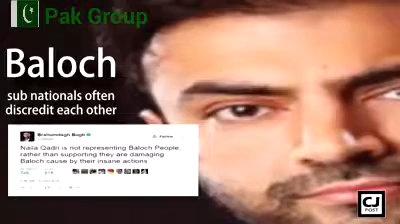 Pak Group
Baloch
sub nationals often
discredit each other
Brahumdagh Bugti
Naila Qadri is not representing Baloch People
rather than supporting they are damaging
Baloch cause by their insane actions
CJ
POST